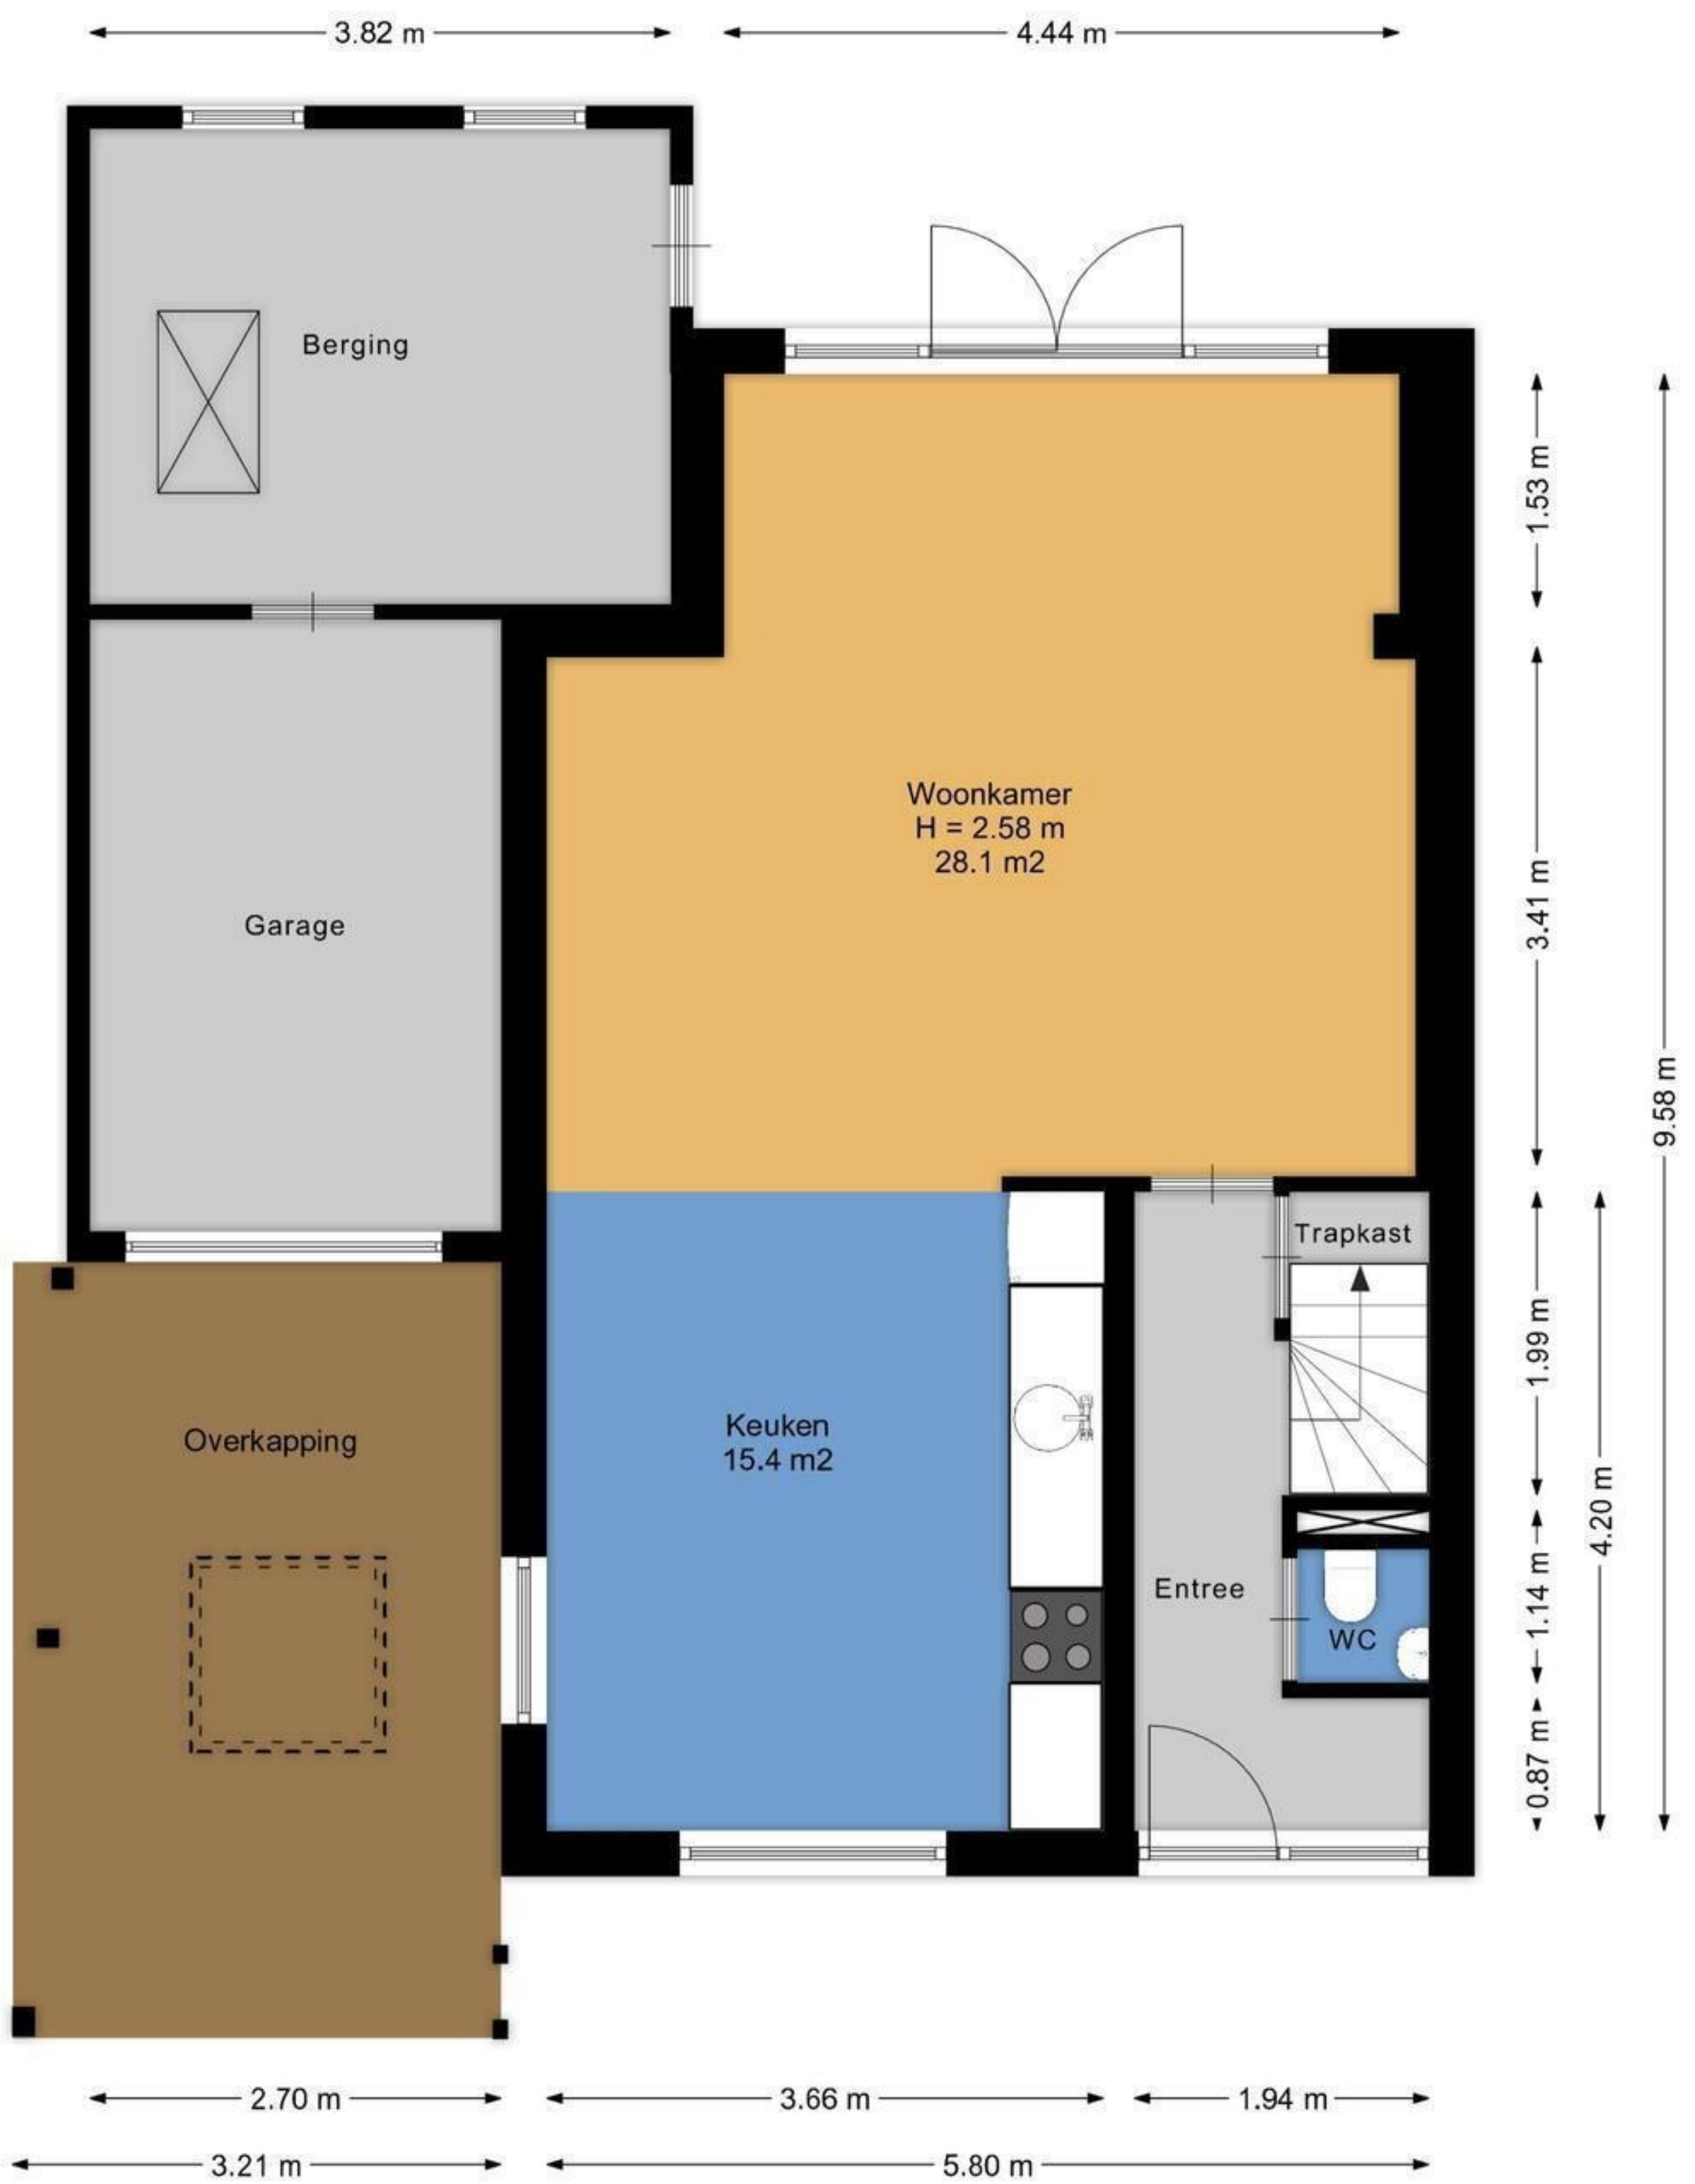 3.82 m
4.44 m
Berging
1.53 m
Woonkamer
H = 2.58 m
28.1 m2
3.41 m
Garage
9.58 m
Trapkast
1.99 m
Keuken
15.4 m2
Overkapping
4.20 m
Entree
1.14 m
WC
0.87 m
2.70 m
3.66 m
1.94 m
3.21 m
5.80 m